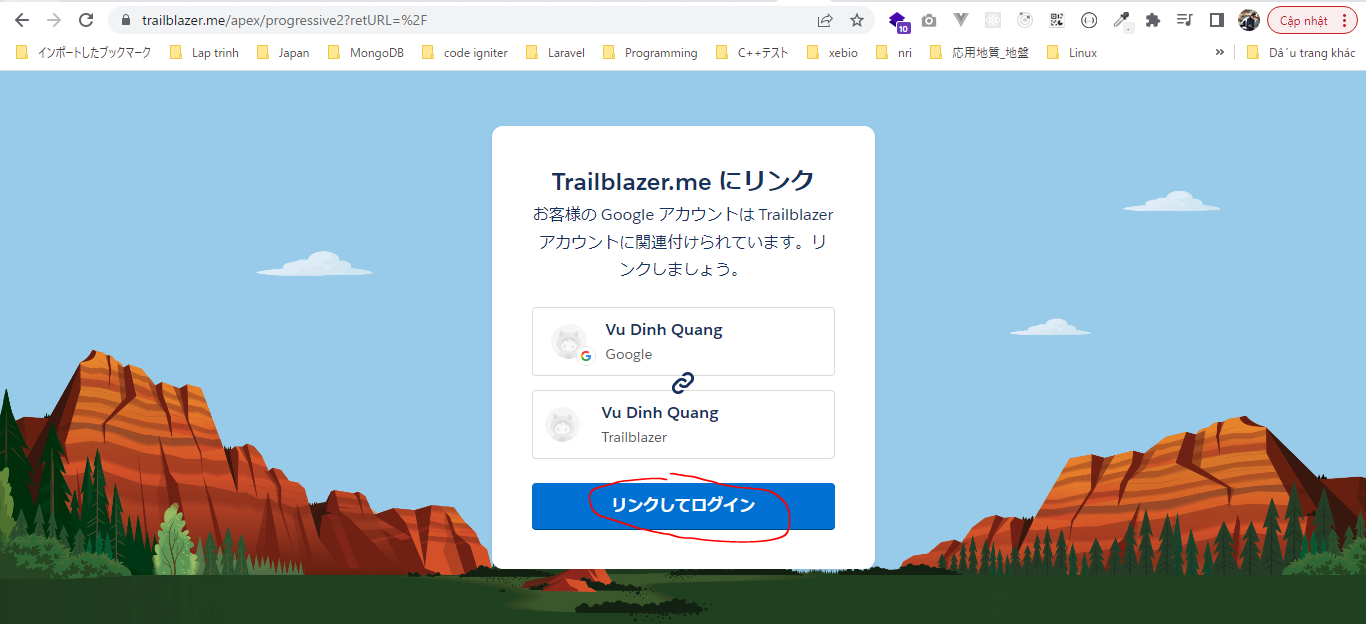 trailblazer.me/apex/progressive2?retURL=%2F
10
Cập nhật
インポートしたブックマーク Lap trinh Japan MongoDB code igniter Laravel Programming C++テスト xebio nri 応用地質_地盤 Linux » Dấu trang khác
Trailblazer.me にリンク
お客様の Google アカウントは Trailblazer
アカウントに関連付けられています。リ
ンクしましょう。
Vu Dinh Quang
Google
Vu Dinh Quang
Trailblazer
リンクしてログイン